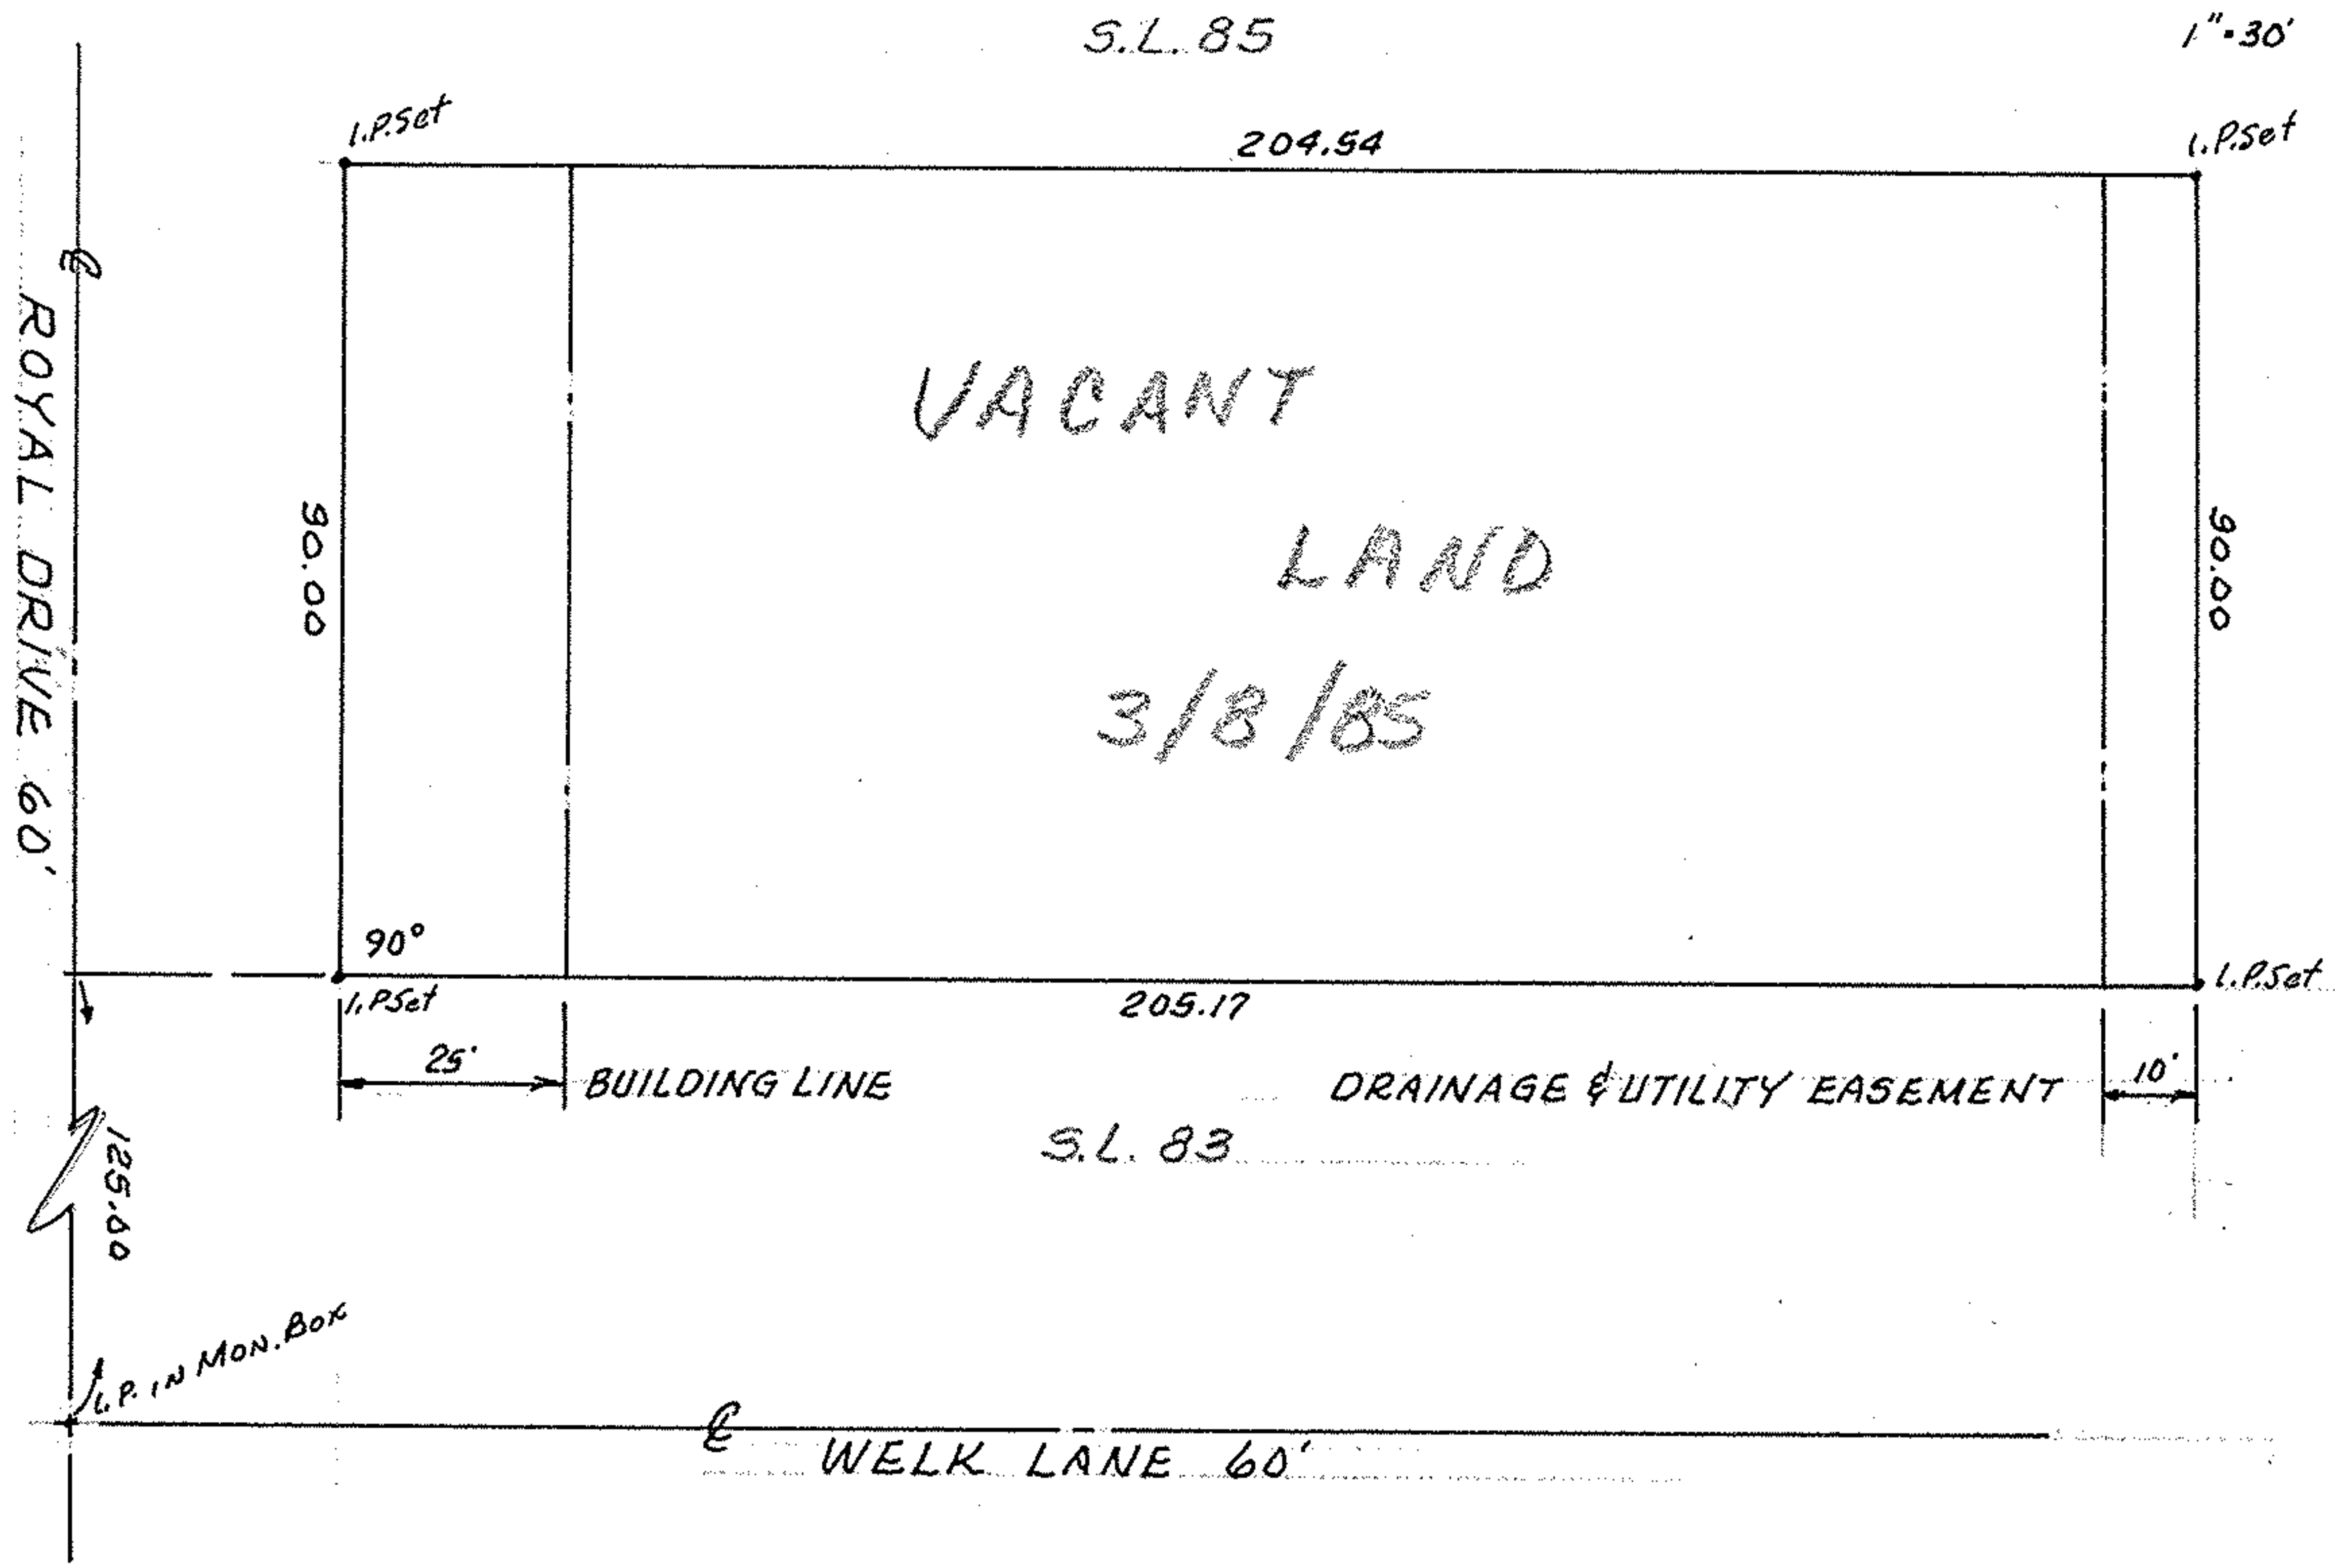 S.L. 85
1"=30'
I.P.Set
204.54
I.P.Set
℄
ROYAL DRIVE 60'
VACANT
LAND
3/8/85
90.00
90.00
90°
I.P.Set
205.17
I.P.Set
25'
BUILDING LINE
DRAINAGE & UTILITY EASEMENT
10'
S.L. 83
125.00
I.P. IN MON. BOX
℄
WELK LANE 60'